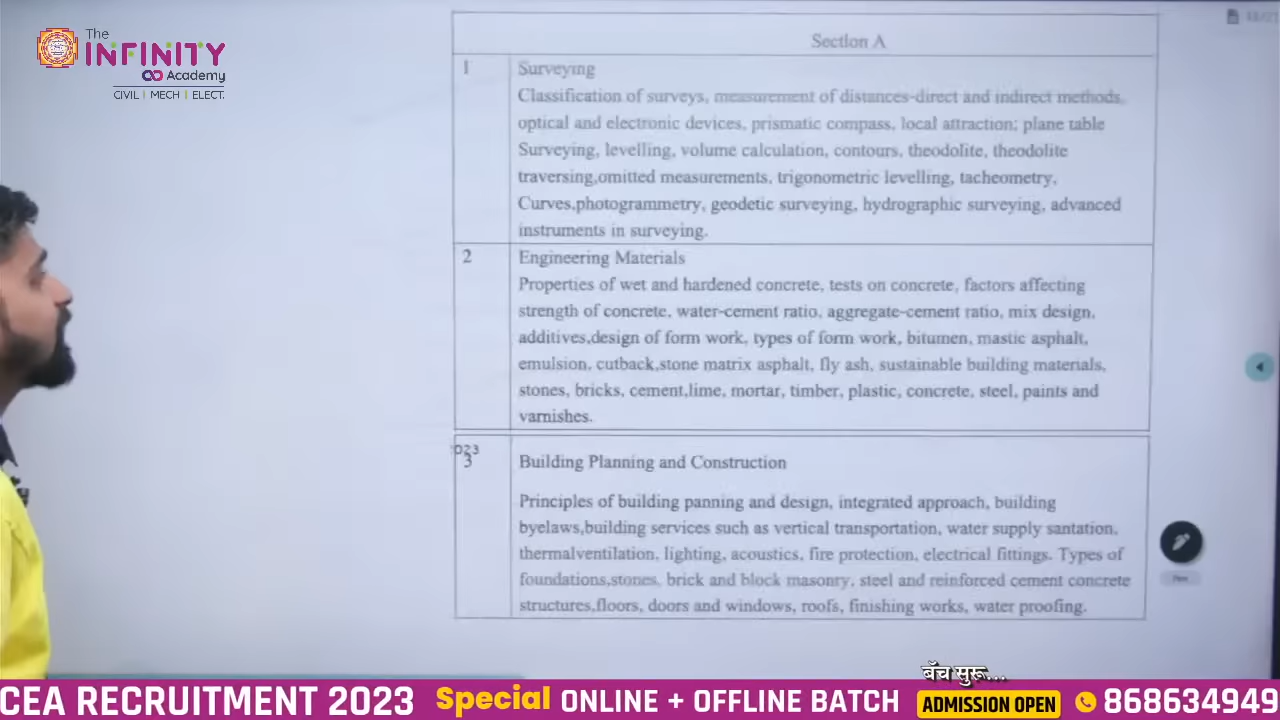 The
INFINITY
Academy
CIVIL | MECH | ELECT.
Section A
1 Surveying
Classification of surveys, measurement of distances-direct and indirect methods,
optical and electronic devices, prismatic compass, local attraction; plane table
Surveying, levelling, volume calculation, contours, theodolite, theodolite
traversing,omitted measurements, trigonometric levelling, tacheometry,
Curves,photogrammetry, geodetic surveying, hydrographic surveying, advanced
instruments in surveying.
2 Engineering Materials
Properties of wet and hardened concrete, tests on concrete, factors affecting
strength of concrete, water-cement ratio, aggregate-cement ratio, mix design,
additives,design of form work, types of form work, bitumen, mastic asphalt,
emulsion, cutback,stone matrix asphalt, fly ash, sustainable building materials,
stones, bricks, cement,lime, mortar, timber, plastic, concrete, steel, paints and
varnishes.
023
3 Building Planning and Construction
Principles of building panning and design, integrated approach, building
byelaws,building services such as vertical transportation, water supply santation,
thermalventilation, lighting, acoustics, fire protection, electrical fittings. Types of
foundations,stones, brick and block masonry, steel and reinforced cement concrete
structures,floors, doors and windows, roofs, finishing works, water proofing.
बॅच सुरू...
CEA RECRUITMENT 2023 Special ONLINE + OFFLINE BATCH ADMISSION OPEN 868634949